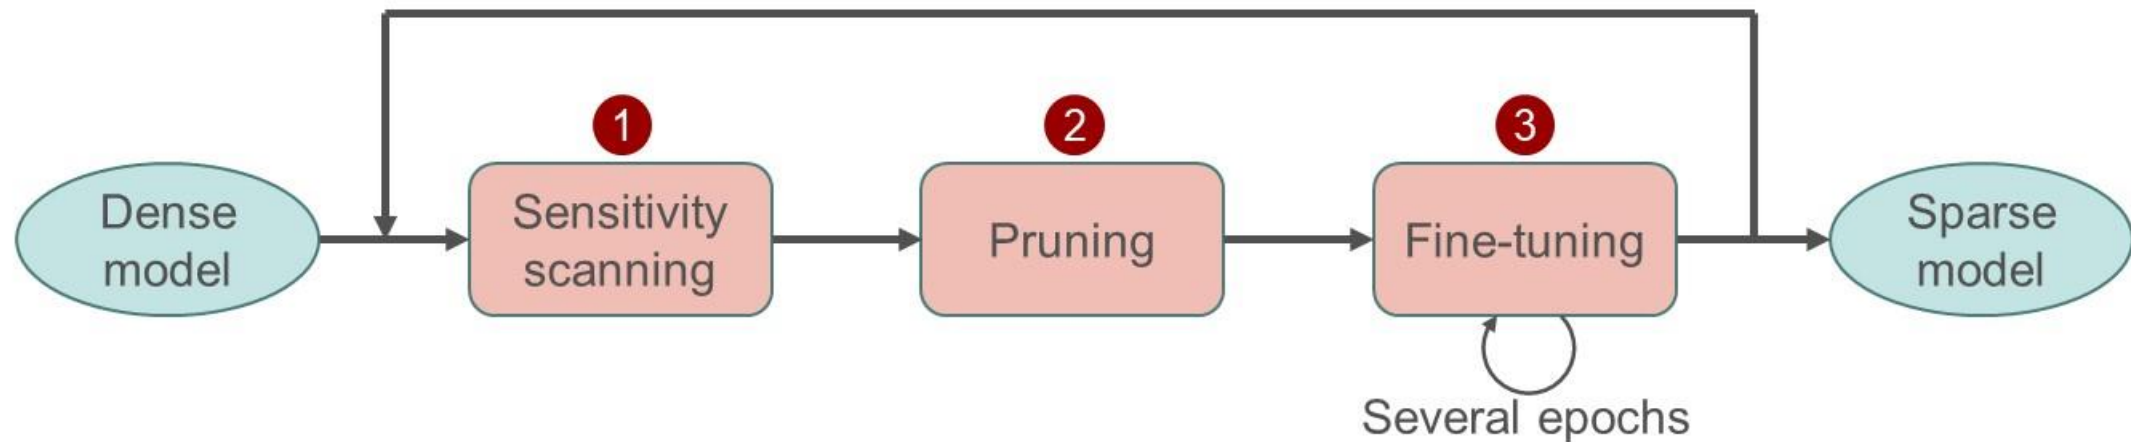 1
2
3
Dense
model
Sensitivity
scanning
Pruning
Fine-tuning
Sparse
model
Several epochs